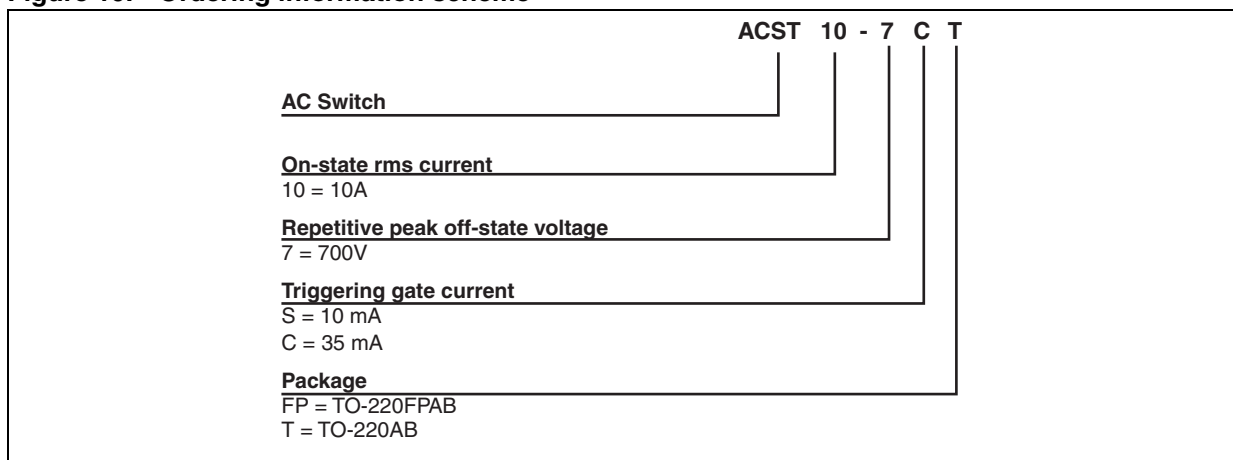 ACST 10 - 7 C T
AC Switch
On-state rms current
10 = 10A
Repetitive peak off-state voltage
7 = 700V
Triggering gate current
S = 10 mA
C = 35 mA
Package
FP = TO-220FPAB
T = TO-220AB